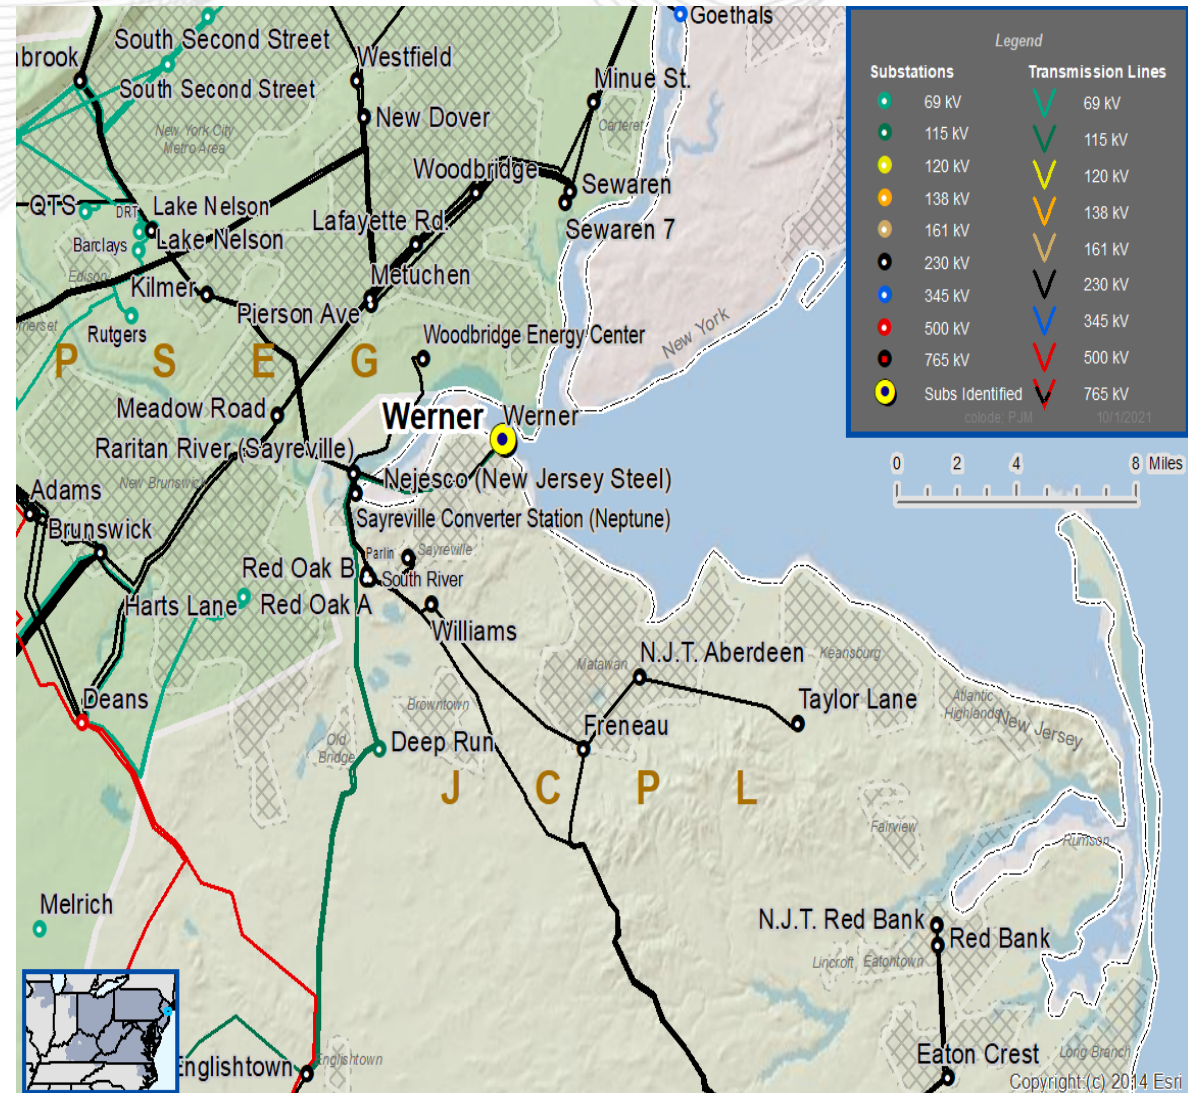 Goethals
South Second Street
nbrook
Westfield
South Second Street
Minue St.
New Dover
Carteret
New York City
Metro Area
Woodbridge
Sewaren
QTS
DRT
Lake Nelson
Lafayette Rd.
Sewaren 7
Barclays
Lake Nelson
Edison
Metuchen
Kilmer
Pierson Ave
merset
Rutgers
Woodbridge Energy Center
New York
P S E G
Meadow Road
Werner
Werner
Raritan River (Sayreville)
Nejesco (New Jersey Steel)
New Brunswick
Adams
Sayreville Converter Station (Neptune)
Brunswick
Parlin
Sayreville
Red Oak B
South River
Harts Lane
Red Oak A
Williams
N.J.T. Aberdeen
Keansburg
Matawan
Deans
Browntown
Taylor Lane
Atlantic
Highlands
New Jersey
Freneau
Old
Bridge
Deep Run
J C P L
Fairview
Rumson
Melrich
N.J.T. Red Bank
Red Bank
Lincroft
Eatontown
Eaton Crest
Long Branch
Englishtown
Englishtown
Copyright:(c) 2014 Esri
Legend
Substations
69 kV
115 kV
120 kV
138 kV
161 kV
230 kV
345 kV
500 kV
765 kV
Subs Identified
Transmission Lines
69 kV
115 kV
120 kV
138 kV
161 kV
230 kV
345 kV
500 kV
765 kV
colode; PJM
10/1/2021
0 2 4 8 Miles